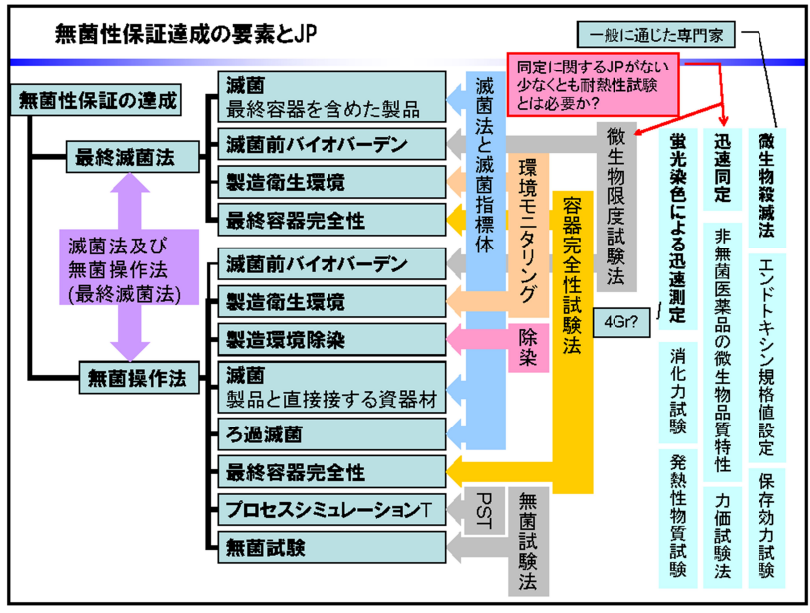 無菌性保証達成の要素とJP
一般に通じた専門家
同定に関するJPがない
少なくとも耐熱性試験
とは必要か?
無菌性保証の達成
最終滅菌法
滅菌法及び
無菌操作法
(最終滅菌法)
無菌操作法
滅菌
最終容器を含めた製品
滅菌前バイオバーデン
製造衛生環境
最終容器完全性
滅菌前バイオバーデン
製造衛生環境
製造環境除染
滅菌
製品と直接接する資器材
ろ過滅菌
最終容器完全性
プロセスシミュレーションT
無菌試験
滅菌法と滅菌指標体
環境モニタリング
除染
PST
無菌試験法
容器完全性試験法
微生物限度試験法
4Gr?
蛍光染色による迅速測定
消化力試験
発熱性物質試験
迅速同定
非無菌医薬品の微生物品質特性
力価試験法
微生物殺滅法
エンドトキシン規格値設定
保存効力試験